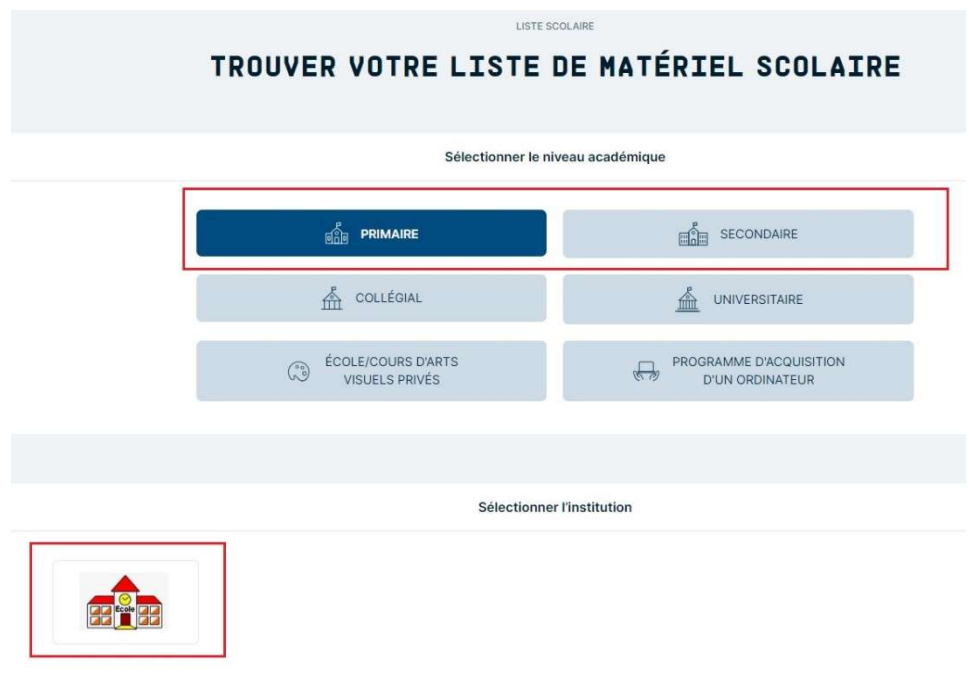 LISTE SCOLAIRE
TROUVER VOTRE LISTE DE MATÉRIEL SCOLAIRE
Sélectionner le niveau académique
PRIMAIRE
SECONDAIRE
COLLÉGIAL
UNIVERSITAIRE
ÉCOLE/COURS D'ARTS
VISUELS PRIVÉS
PROGRAMME D'ACQUISITION
D'UN ORDINATEUR
Sélectionner l'institution
Ecole